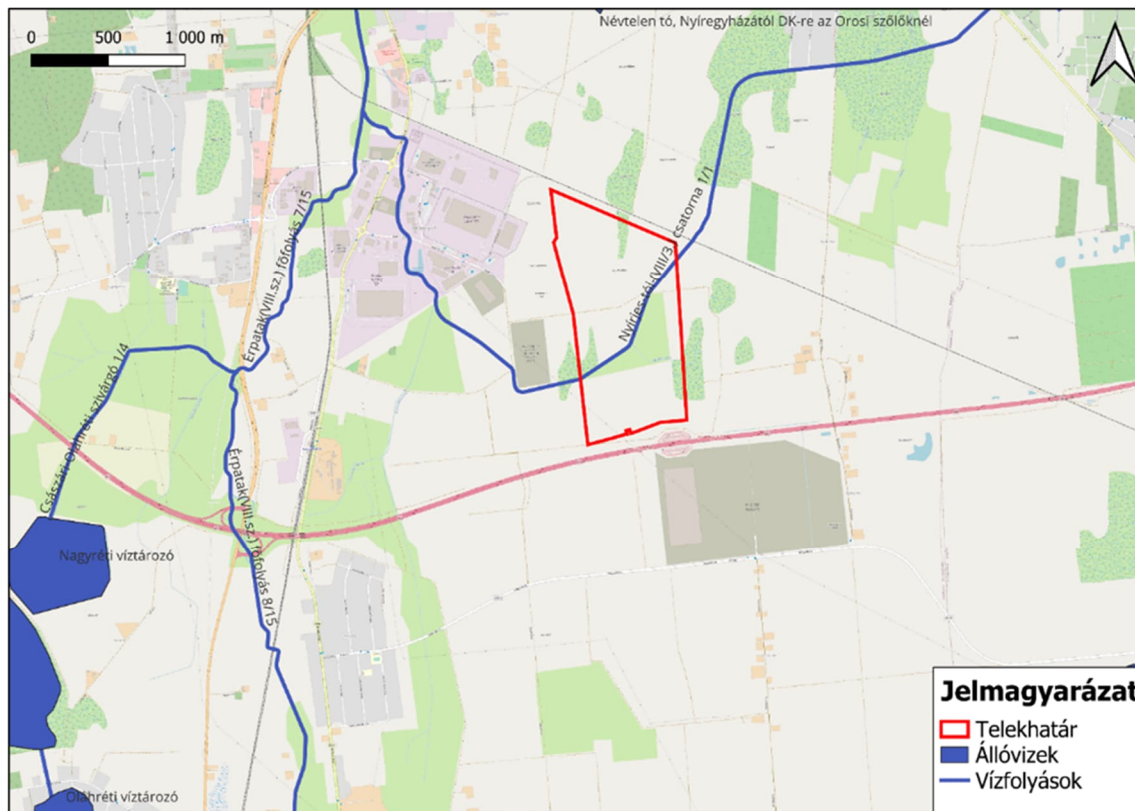 Névtelen tó, Nyíregyházától DK-re az Orosi szőlőknél
0 500 1 000 m
Érpatak(VIII.sz.) főfolyás 7/15
Nyírjes-tói(VIII/3. csatorna 1/1
Császári Oláhréti szivárgó 1/4
Érpatak(VIII.sz.) főfolyás 8/15
Nagyréti víztározó
Oláhréti víztározó
Jelmagyarázat
Telekhatár
Állóvizek
Vízfolyások